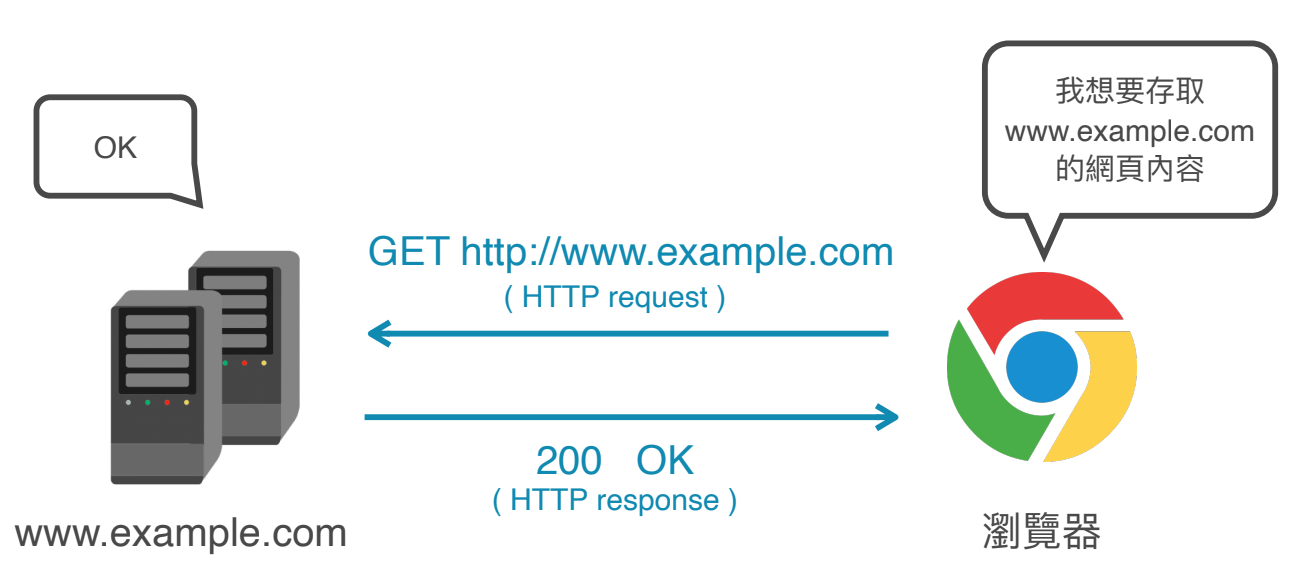 我想要存取
www.example.com
的網頁內容
OK
GET http://www.example.com
( HTTP request )
200 OK
( HTTP response )
www.example.com
瀏覽器